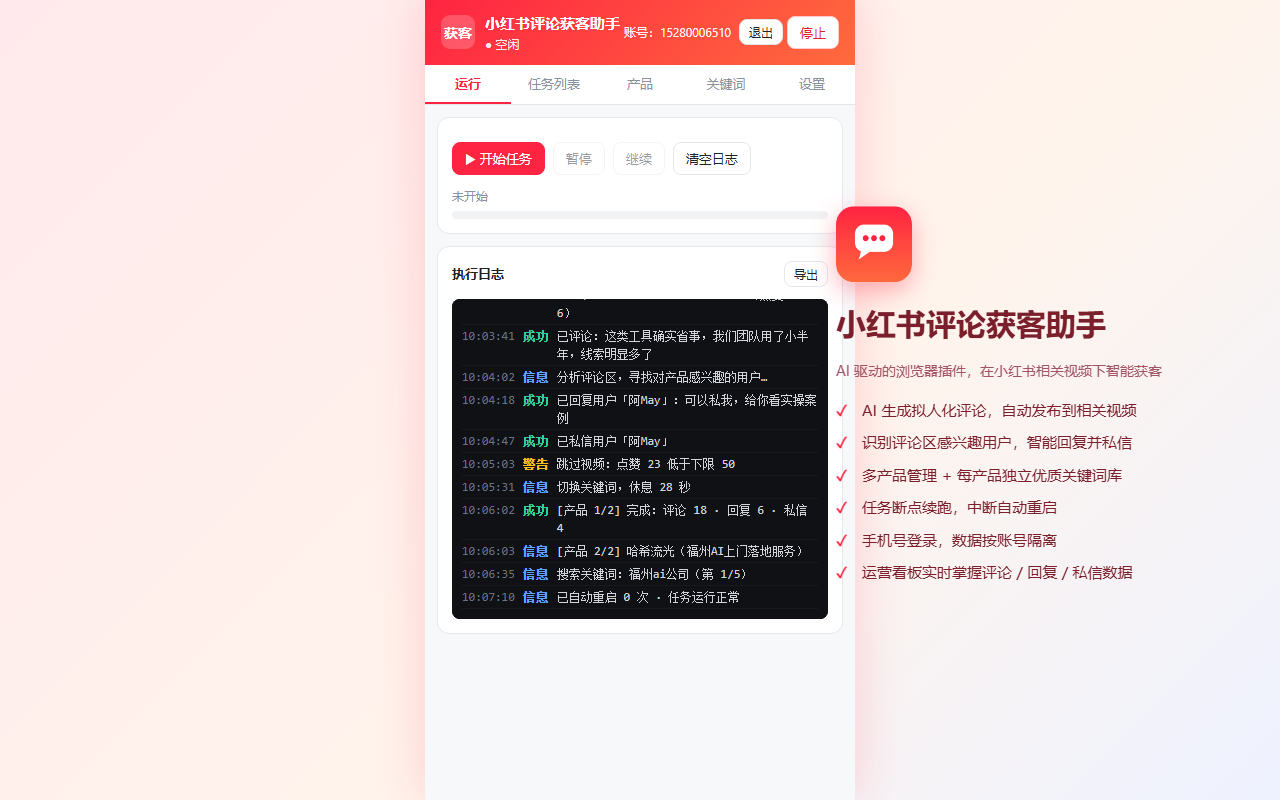 获客
小红书评论获客助手
● 空闲
账号：15280006510
退出
停止
运行
任务列表
产品
关键词
设置
▶ 开始任务
暂停
继续
清空日志
未开始
执行日志
导出
6）
10:03:41 成功 已评论：这类工具确实省事，我们团队用了小半
年，线索明显多了
10:04:02 信息 分析评论区，寻找对产品感兴趣的用户…
10:04:18 成功 已回复用户「阿May」：可以私我，给你看实操案
例
10:04:47 成功 已私信用户「阿May」
10:05:03 警告 跳过视频：点赞 23 低于下限 50
10:05:31 信息 切换关键词，休息 28 秒
10:06:02 成功 [产品 1/2] 完成：评论 18 · 回复 6 · 私信
4
10:06:03 信息 [产品 2/2] 哈希流光（福州AI上门落地服务）
10:06:35 信息 搜索关键词：福州ai公司（第 1/5）
10:07:10 信息 已自动重启 0 次 · 任务运行正常
小红书评论获客助手
AI 驱动的浏览器插件，在小红书相关视频下智能获客
✓ AI 生成拟人化评论，自动发布到相关视频
✓ 识别评论区感兴趣用户，智能回复并私信
✓ 多产品管理 + 每产品独立优质关键词库
✓ 任务断点续跑，中断自动重启
✓ 手机号登录，数据按账号隔离
✓ 运营看板实时掌握评论 / 回复 / 私信数据